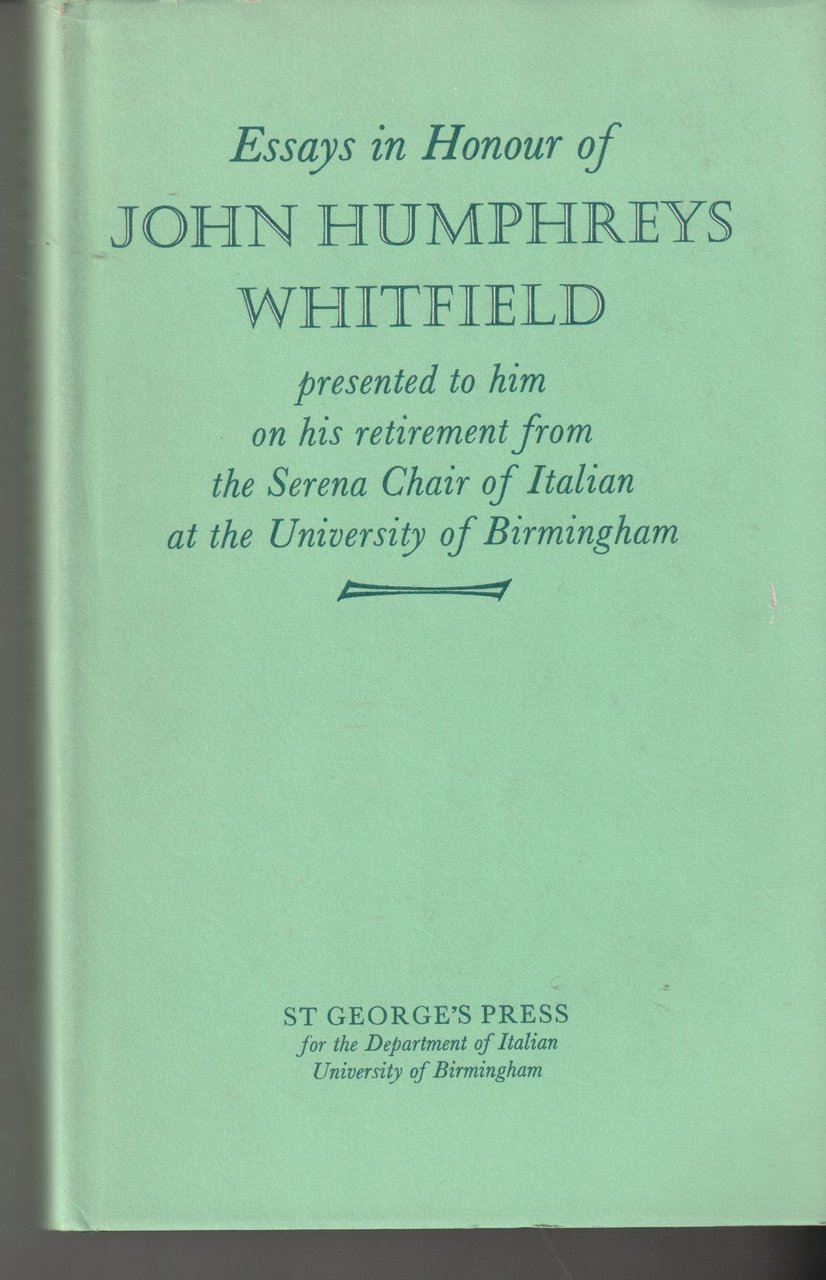 Essays in Honour of
JOHN HUMPHREYS
WHITFIELD
presented to him
on his retirement from
the Serena Chair of Italian
at the University of Birmingham
ST GEORGE'S PRESS
for the Department of Italian
University of Birmingham